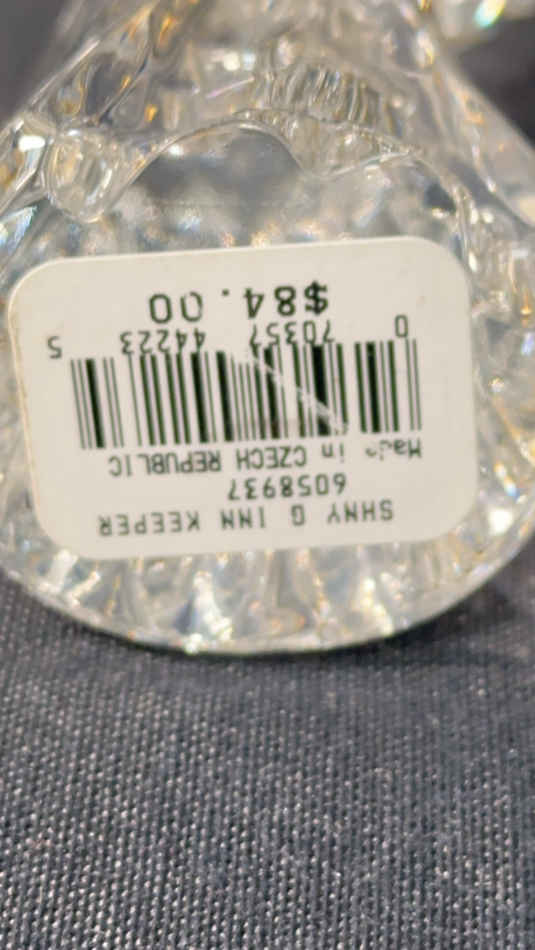 SHNY G INN KEEPER
6058937
Made in CZECH REPUBLIC
0 70357 44223 5
$84.00